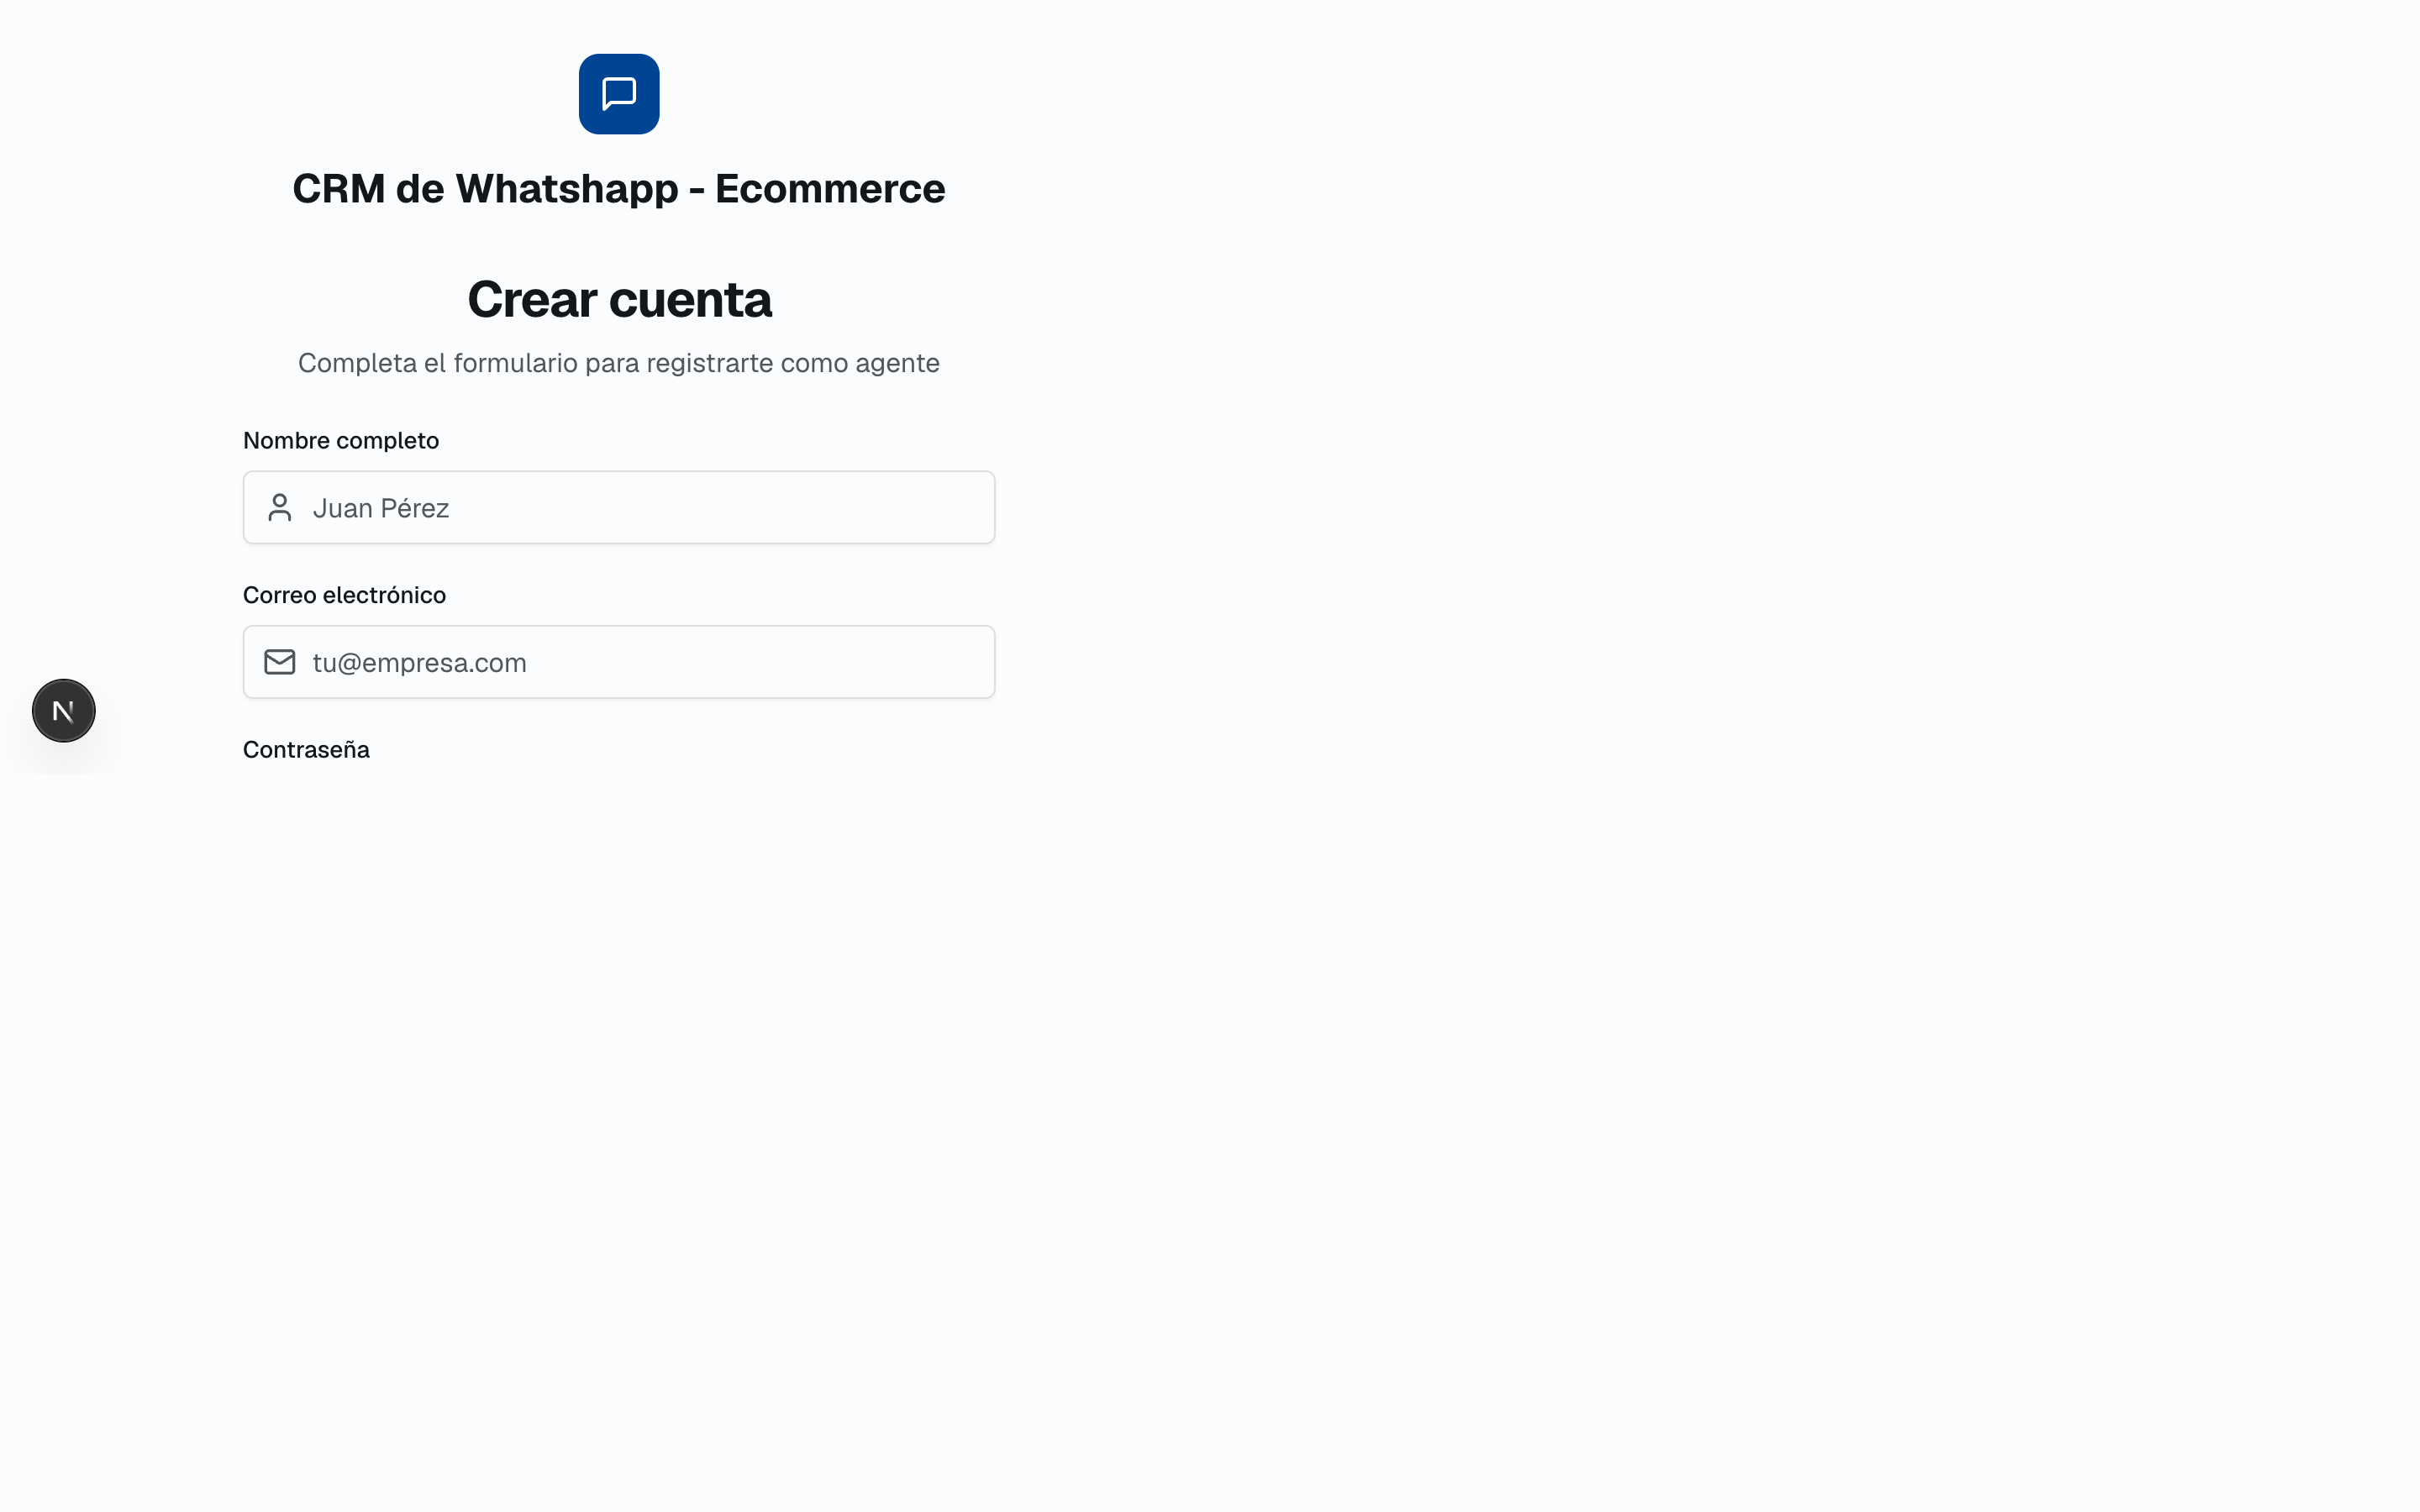 CRM de Whatshapp - Ecommerce
Crear cuenta
Completa el formulario para registrarte como agente
Nombre completo
Juan Pérez
Correo electrónico
tu@empresa.com
N
Contraseña